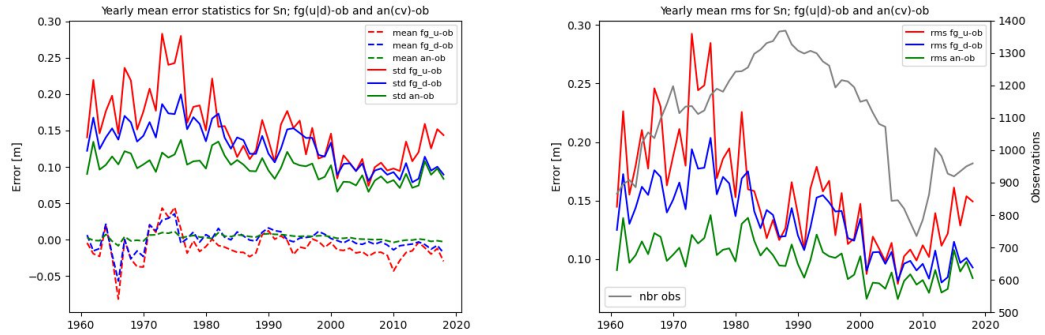 Yearly mean error statistics for Sn; fg(u|d)-ob and an(cv)-ob
Error [m]
0.30
0.25
0.20
0.15
0.10
0.05
0.00
−0.05
mean fg_u-ob
mean fg_d-ob
mean an-ob
std fg_u-ob
std fg_d-ob
std an-ob
1960 1970 1980 1990 2000 2010 2020
Yearly mean rms for Sn; fg(u|d)-ob and an(cv)-ob
Error [m]
0.30
0.25
0.20
0.15
0.10
rms fg_u-ob
rms fg_d-ob
rms an-ob
nbr obs
1400
1300
1200
1100
1000
900
800
700
600
500
Observations
1960 1970 1980 1990 2000 2010 2020